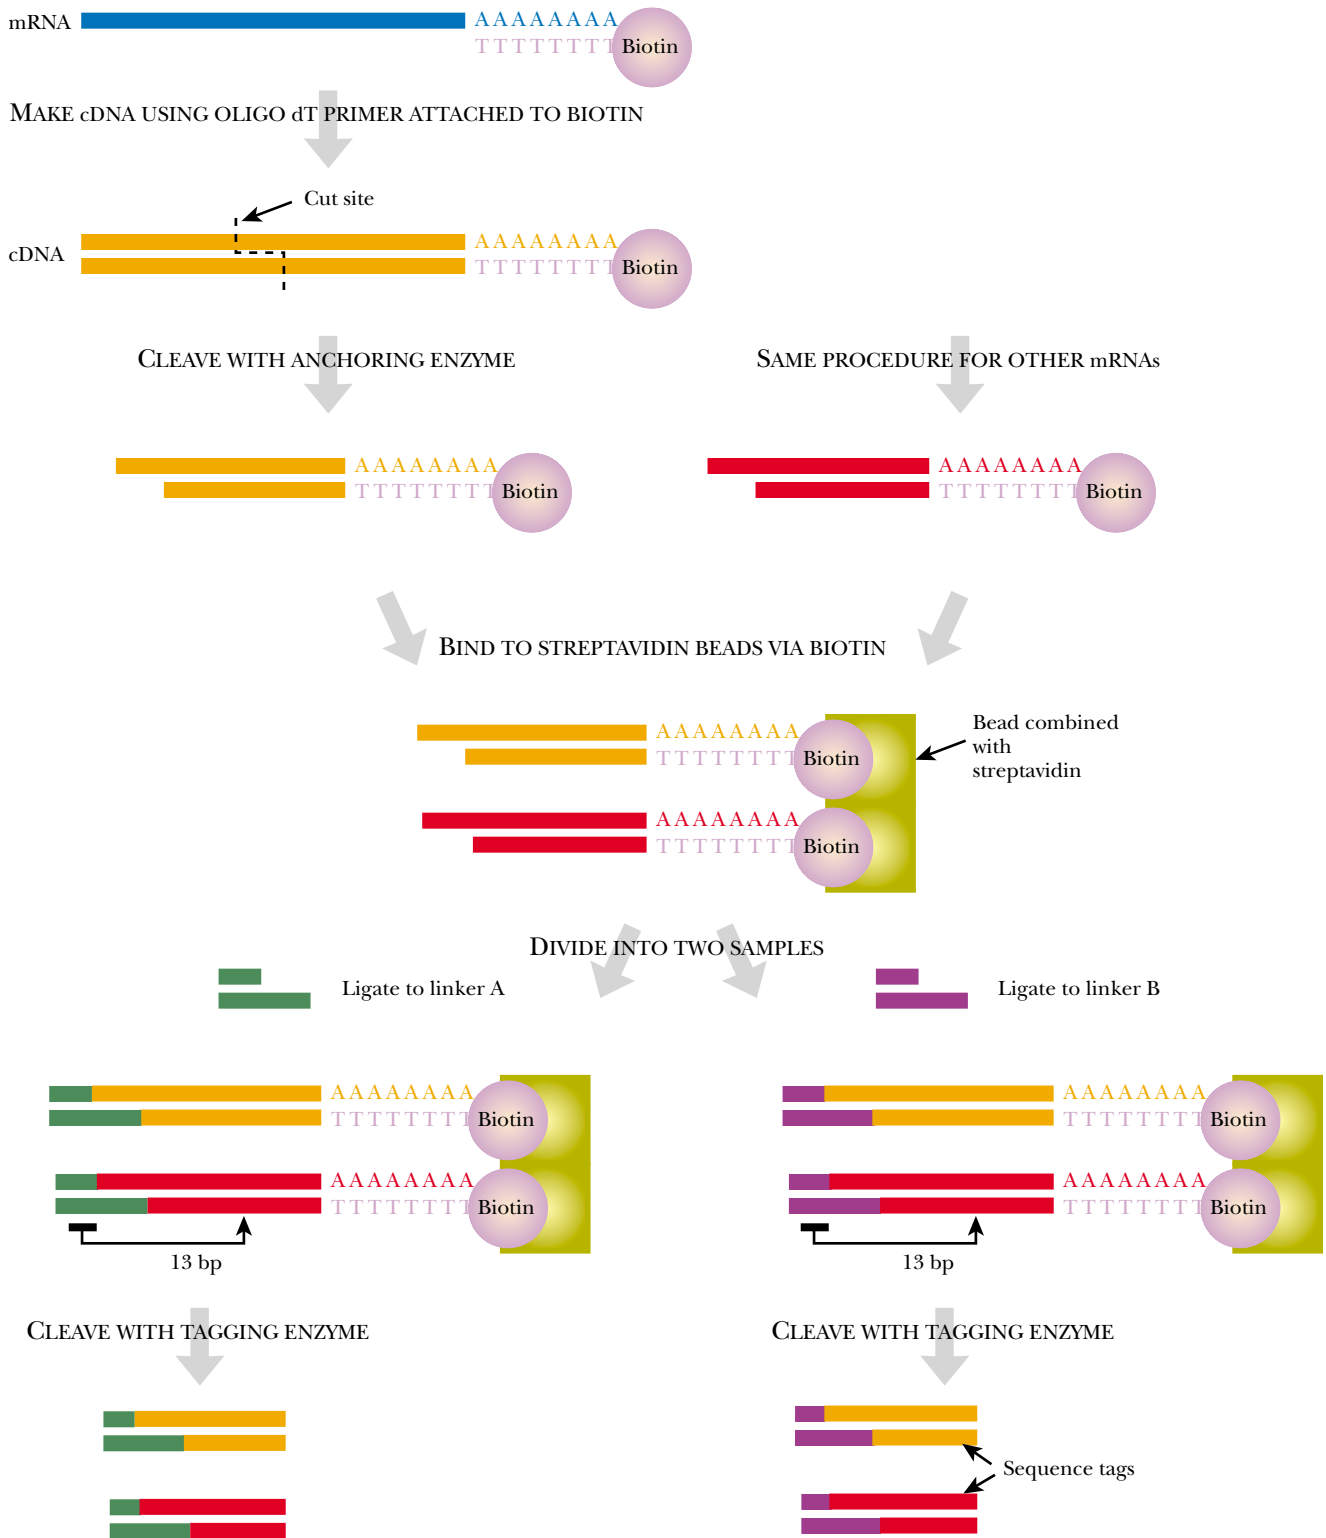 mRNA
AAAAAAAA
TTTTTTTT
Biotin
MAKE cDNA USING OLIGO dT PRIMER ATTACHED TO BIOTIN
Cut site
cDNA
AAAAAAAA
TTTTTTTT
Biotin
CLEAVE WITH ANCHORING ENZYME
SAME PROCEDURE FOR OTHER mRNAs
AAAAAAAA
TTTTTTTT
Biotin
AAAAAAAA
TTTTTTTT
Biotin
BIND TO STREPTAVIDIN BEADS VIA BIOTIN
AAAAAAAA
TTTTTTTT
Biotin
Bead combined
with
streptavidin
AAAAAAAA
TTTTTTTT
Biotin
DIVIDE INTO TWO SAMPLES
Ligate to linker A
Ligate to linker B
AAAAAAAA
TTTTTTTT
Biotin
AAAAAAAA
TTTTTTTT
Biotin
13 bp
AAAAAAAA
TTTTTTTT
Biotin
AAAAAAAA
TTTTTTTT
Biotin
13 bp
CLEAVE WITH TAGGING ENZYME
CLEAVE WITH TAGGING ENZYME
Sequence tags